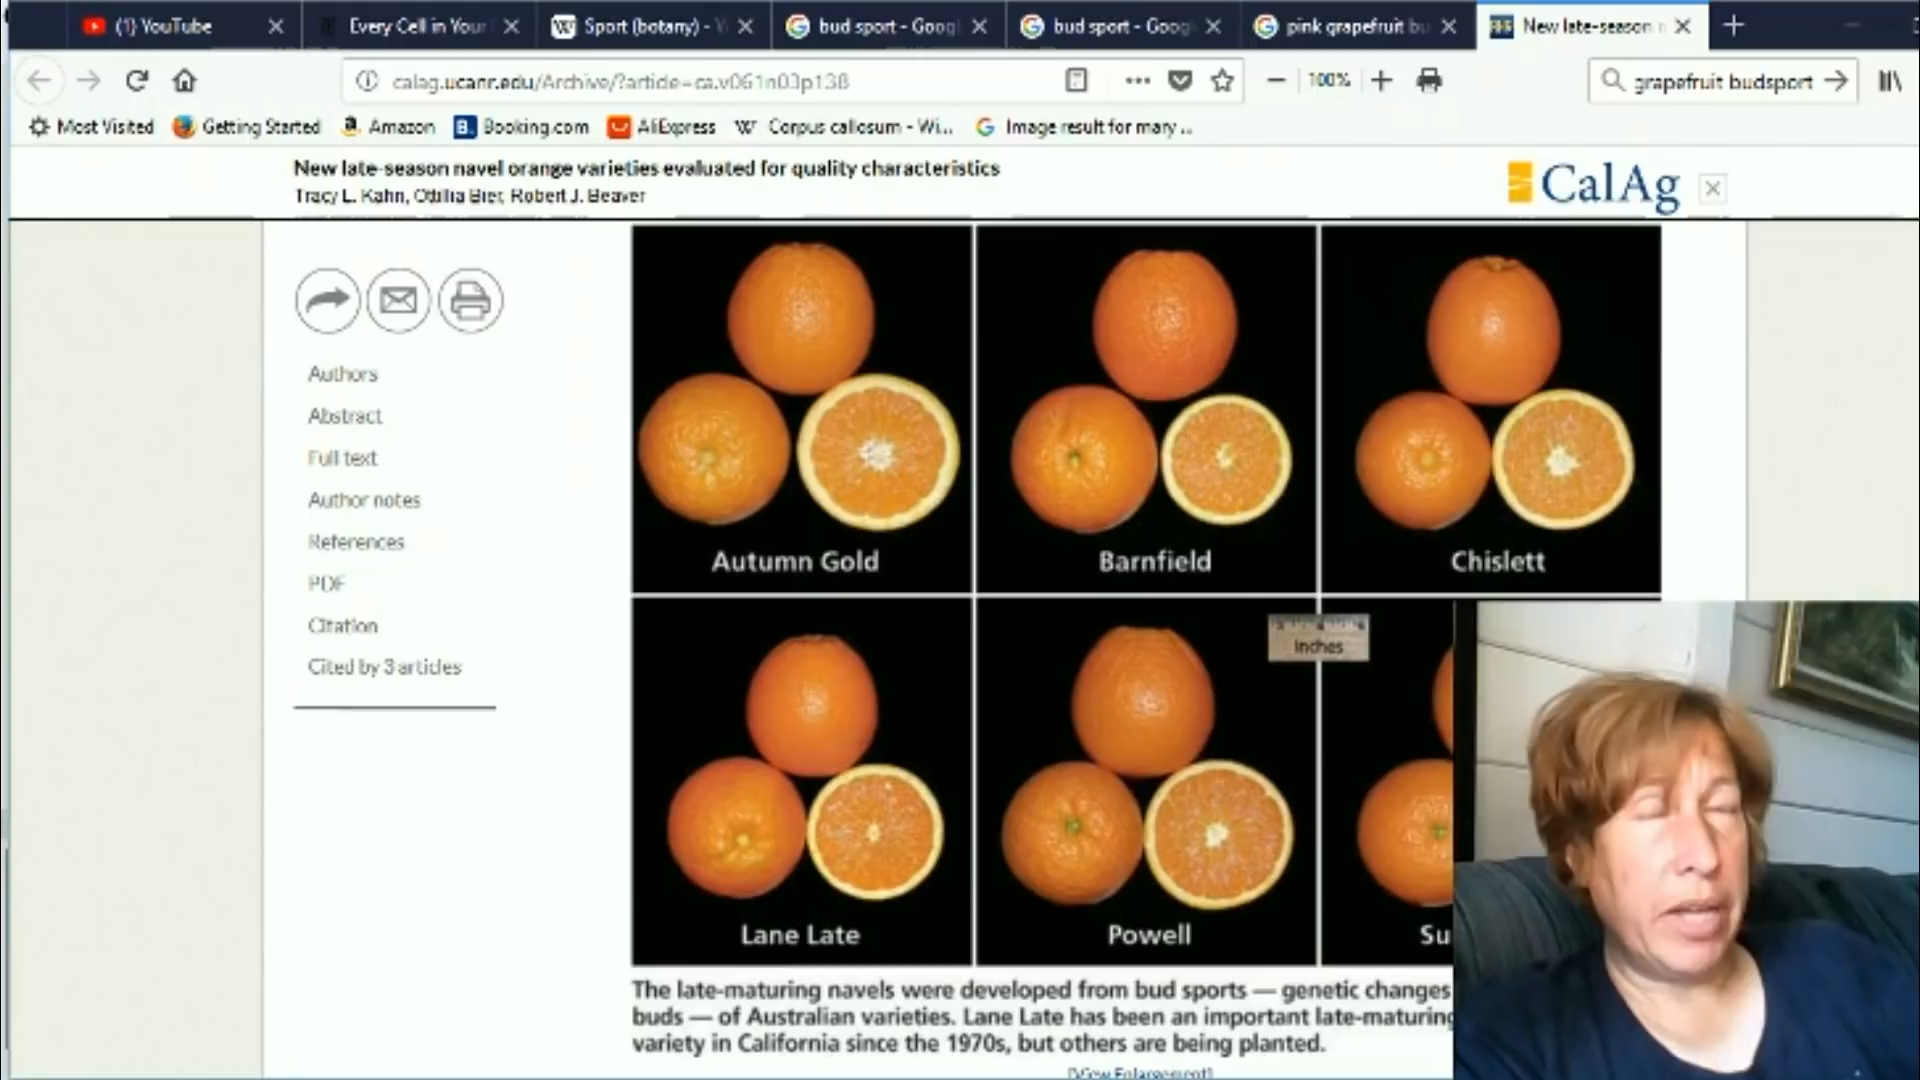 (1) YouTube
Every Cell in Your
Sport (botany) -
bud sport - Googl
bud sport - Goog
pink grapefruit bu
New late-season n
calag.ucanr.edu/Archive/?article=ca.v061n03p138
100%
grapefruit budsport
Most Visited
Getting Started
Amazon
Booking.com
AliExpress
W Corpus callosum - Wi...
Image result for mary ...
New late-season navel orange varieties evaluated for quality characteristics
Tracy L. Kahn, Ottillia Bier, Robert J. Beaver
CalAg
Authors
Abstract
Full text
Author notes
References
PDF
Citation
Cited by 3 articles
Autumn Gold
Barnfield
Chislett
inches
Lane Late
Powell
Su
The late-maturing navels were developed from bud sports — genetic changes
buds — of Australian varieties. Lane Late has been an important late-maturing
variety in California since the 1970s, but others are being planted.
[View Enlargement]